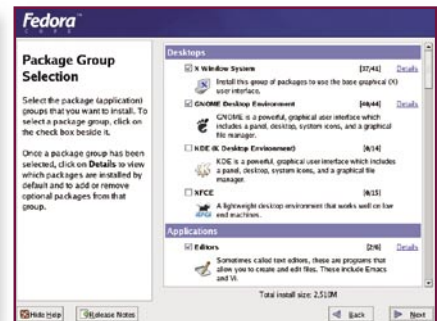 Fedora
CORE
Package Group
Selection
Select the package (application)
groups that you want to install. To
select a package group, click on
the check box beside it.
Once a package group has been
selected, click on Details to view
which packages are installed by
default and to add or remove
optional packages from that
group.
Desktops
X Window System [37/41] Details
Install this group of packages to use the base graphical (X)
user interface.
GNOME Desktop Environment [40/44] Details
GNOME is a powerful, graphical user interface which
includes a panel, desktop, system icons, and a graphical
file manager.
KDE (K Desktop Environment) [0/14]
KDE is a powerful, graphical user interface which includes
a panel, desktop, system icons, and a graphical file
manager.
XFCE [0/15]
A lightweight desktop environment that works well on low
end machines.
Applications
Editors [2/6] Details
Sometimes called text editors, these are programs that
allow you to create and edit files. These include Emacs
and Vi.
Total install size: 2,510M
Hide Help
Release Notes
Back
Next